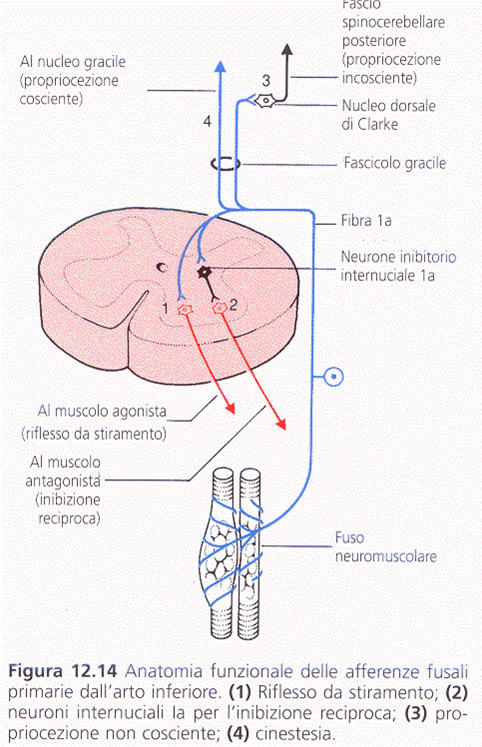 Fascio
spinocerebellare
posteriore
(propriocezione
incosciente)
Al nucleo gracile
(propriocezione
cosciente)
3
Nucleo dorsale
di Clarke
4
Fascicolo gracile
Fibra 1a
Neurone inibitorio
internuciale 1a
1
2
Al muscolo agonista
(riflesso da stiramento)
Al muscolo
antagonista
(inibizione
reciproca)
Fuso
neuromuscolare
Figura 12.14 Anatomia funzionale delle afferenze fusali
primarie dall'arto inferiore. (1) Riflesso da stiramento; (2)
neuroni internuciali Ia per l'inibizione reciproca; (3) pro-
priocezione non cosciente; (4) cinestesia.